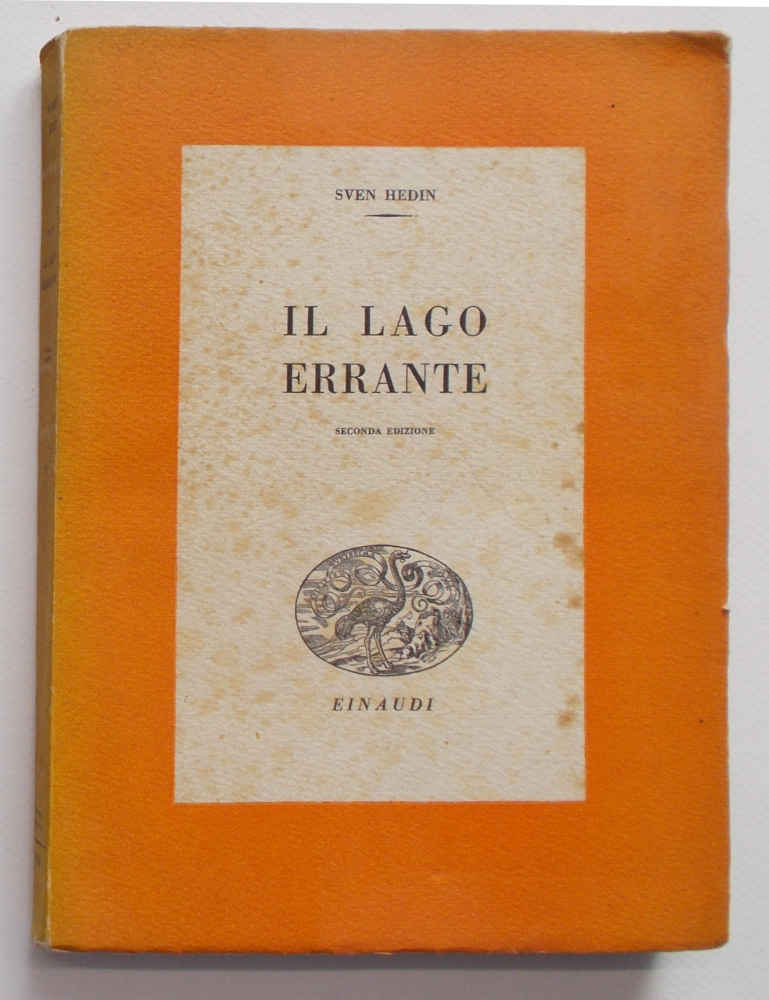 SVEN HEDIN
IL LAGO
ERRANTE
SECONDA EDIZIONE
EINAUDI